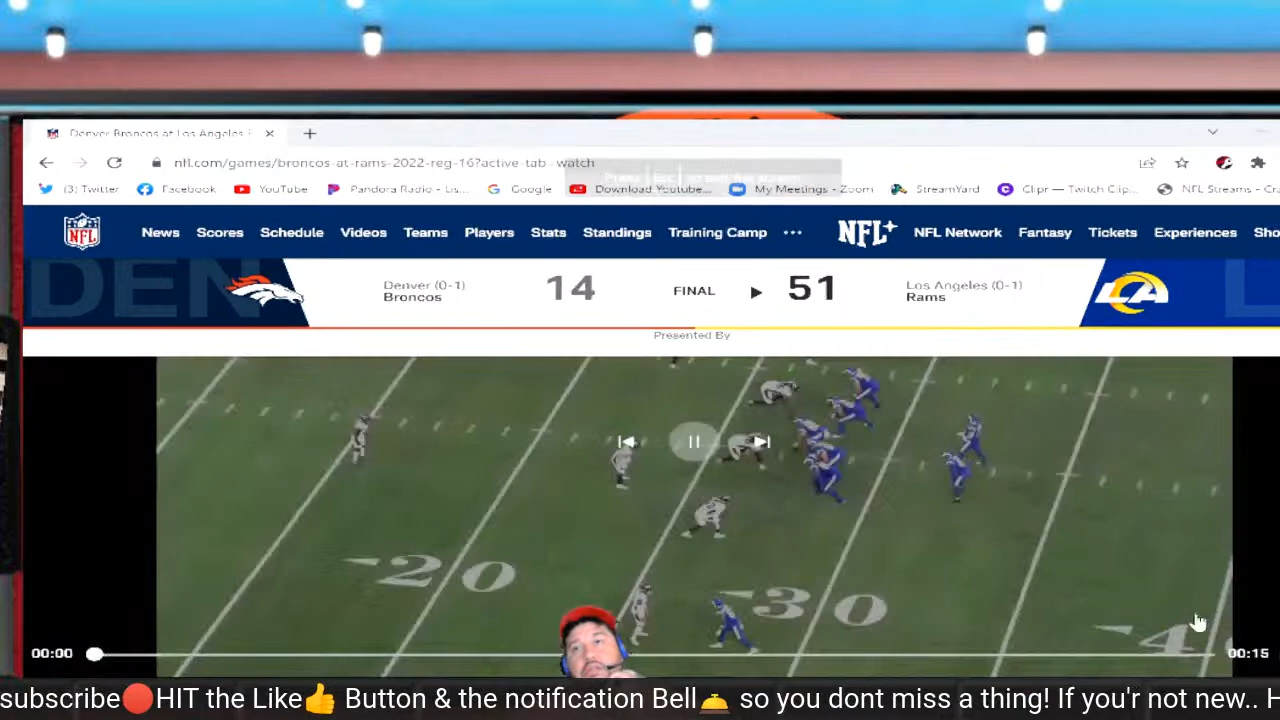 Denver Broncos at Los Angeles
nfl.com/games/broncos-at-rams-2022-reg-16?active-tab=watch
(3) Twitter Facebook YouTube Pandora Radio - Lis... Google Download Youtube... My Meetings - Zoom StreamYard Clipr — Twitch Clip... NFL Streams - Cr
NFL News Scores Schedule Videos Teams Players Stats Standings Training Camp ••• NFL+ NFL Network Fantasy Tickets Experiences Sho
DEN Denver (0-1) 14 FINAL 51 Los Angeles (0-1)
Broncos Rams
Presented By
20 30 4
00:00 00:15
subscribe🔴HIT the Like👍 Button & the notification Bell🛎 so you dont miss a thing! If you'r not new.. H